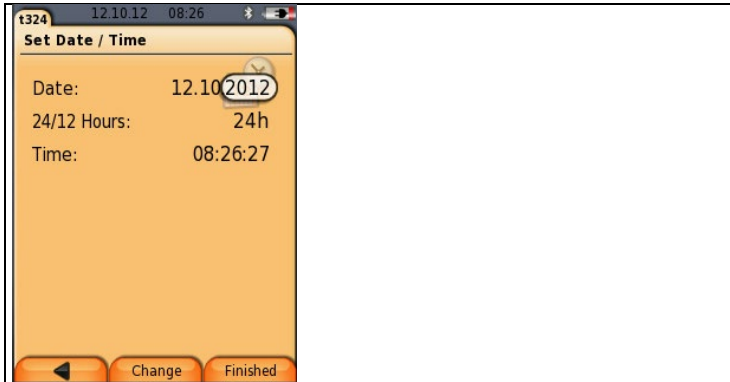 t324 12.10.12 08:26
Set Date / Time
Date: 12.10.2012
24/12 Hours: 24h
Time: 08:26:27
Change Finished